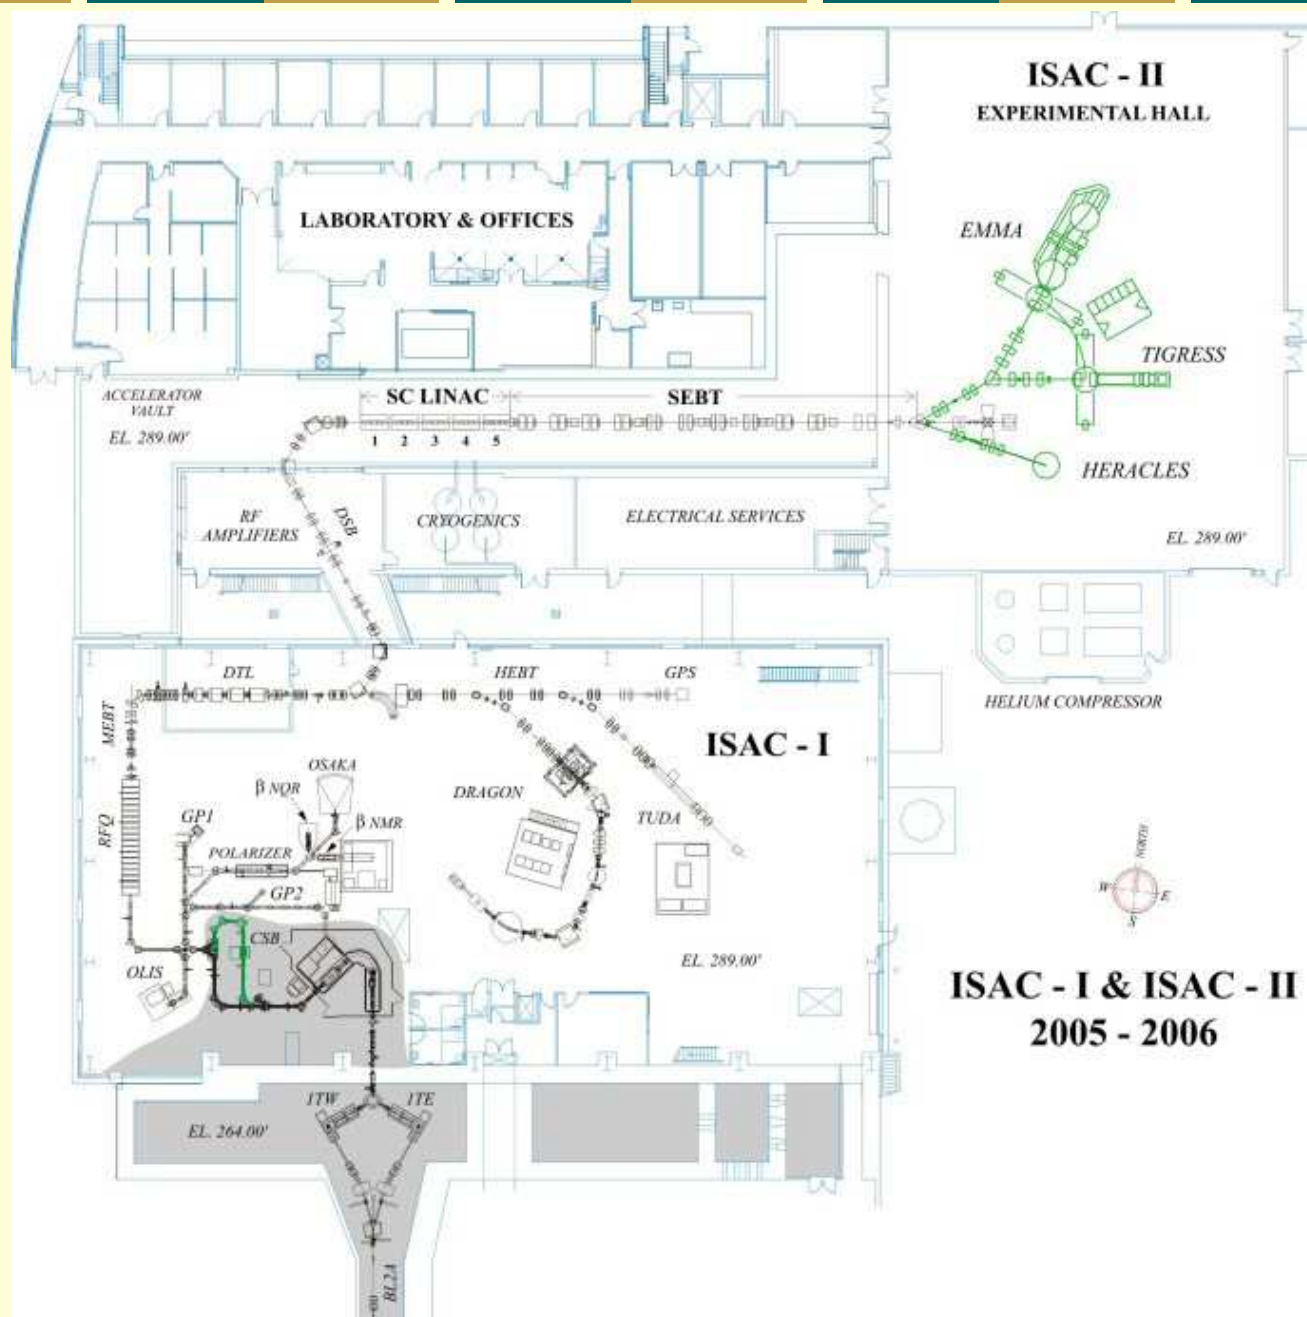 ISAC - II
EXPERIMENTAL HALL
LABORATORY & OFFICES
EMMA
TIGRESS
ACCELERATOR
VAULT
EL. 289.00'
SC LINAC
SEBT
1 2 3 4 5
HERACLES
RF
AMPLIFIERS
DSB
CRYOGENICS
ELECTRICAL SERVICES
EL. 289.00'
DTL
HEBT
GPS
HELIUM COMPRESSOR
MEBT
ISAC - I
OSAKA
β NQR
DRAGON
RFQ
GP1
β NMR
TUDA
POLARIZER
NORTH
GP2
W
E
S
CSB
OLIS
EL. 289.00'
ISAC - I & ISAC - II
2005 - 2006
ITW
ITE
EL. 264.00'
BL2A